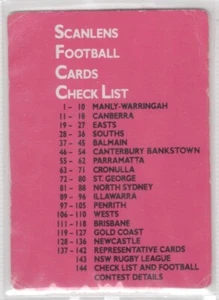 SCANLENS
FOOTBALL
CARDS
CHECK LIST
1 - 10 MANLY-WARRINGAH
11 - 18 CANBERRA
19 - 27 EASTS
28 - 36 SOUTHS
37 - 45 BALMAIN
46 - 54 CANTERBURY BANKSTOWN
55 - 62 PARRAMATTA
63 - 71 CRONULLA
72 - 80 ST. GEORGE
81 - 88 NORTH SYDNEY
89 - 96 ILLAWARRA
97 - 105 PENRITH
106 - 110 WESTS
111 - 118 BRISBANE
119 - 127 GOLD COAST
128 - 136 NEWCASTLE
137 - 142 REPRESENTATIVE CARDS
143 NSW RUGBY LEAGUE
144 CHECK LIST AND FOOTBALL
CONTEST DETAILS